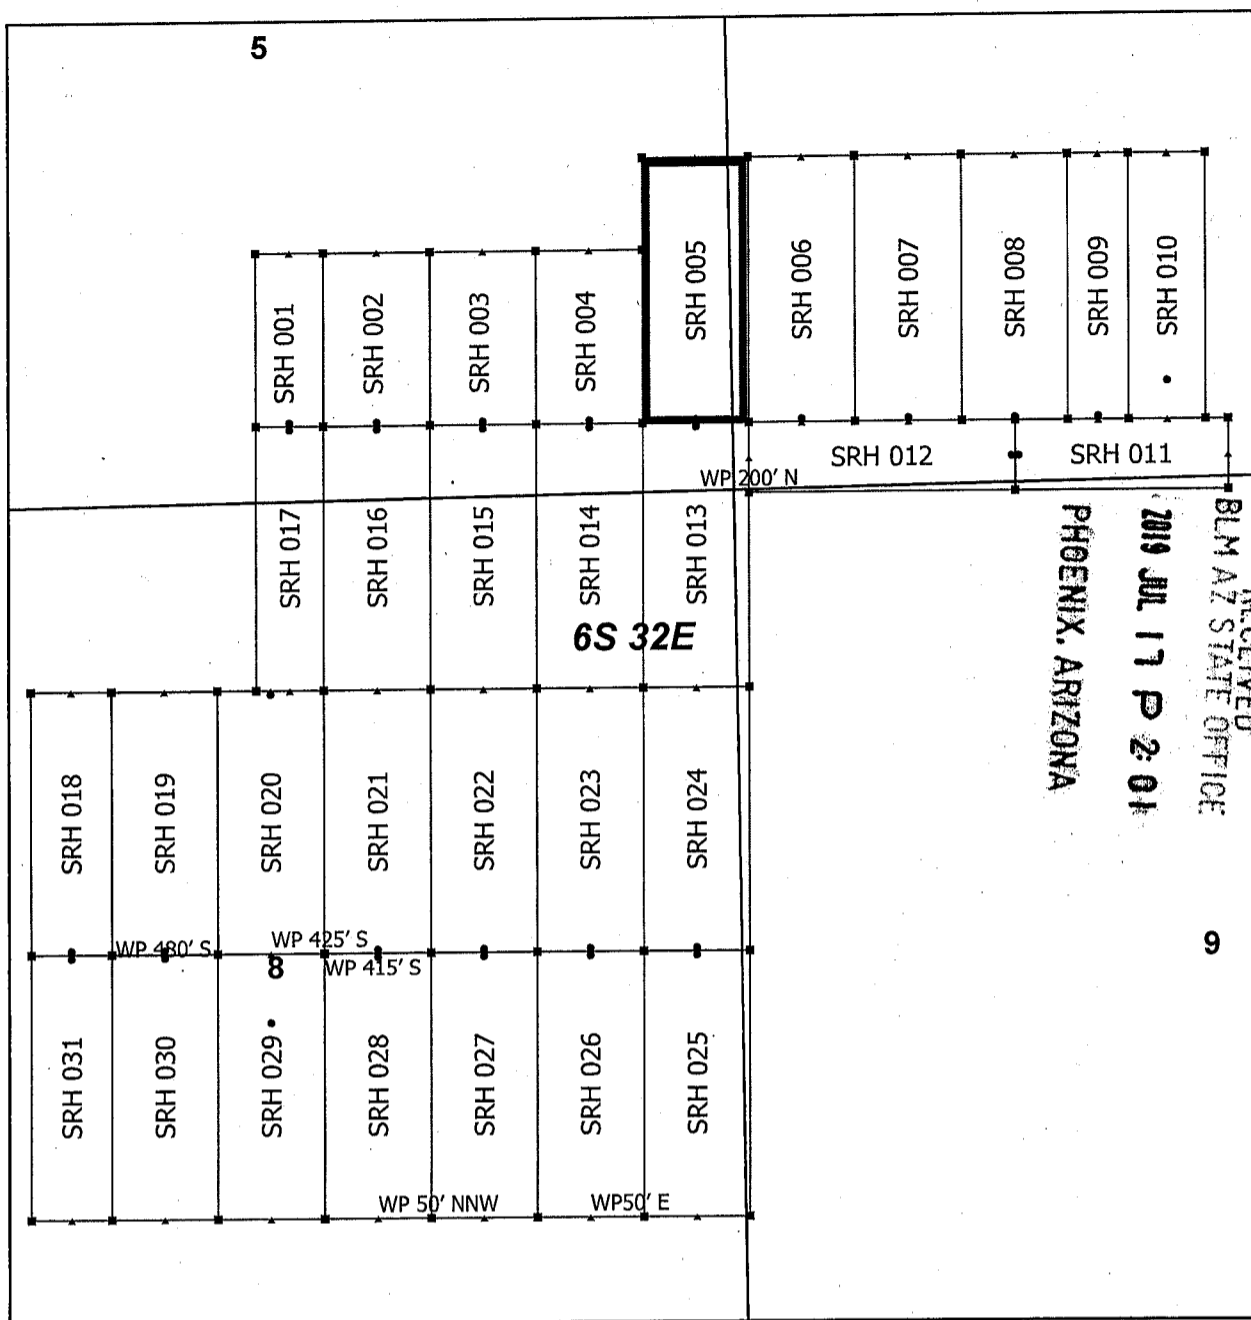 5
SRH 001
SRH 002
SRH 003
SRH 004
SRH 005
SRH 006
SRH 007
SRH 008
SRH 009
SRH 010
SRH 012
SRH 011
WP 200' N
SRH 017
SRH 016
SRH 015
SRH 014
SRH 013
6S 32E
BLM AZ STATE OFFICE
2019 JUL 17 P 2:01
PHOENIX, ARIZONA
SRH 018
SRH 019
SRH 020
SRH 021
SRH 022
SRH 023
SRH 024
WP 480' S
WP 425' S
WP 415' S
8
9
SRH 031
SRH 030
SRH 029
SRH 028
SRH 027
SRH 026
SRH 025
WP 50' NNW
WP50' E